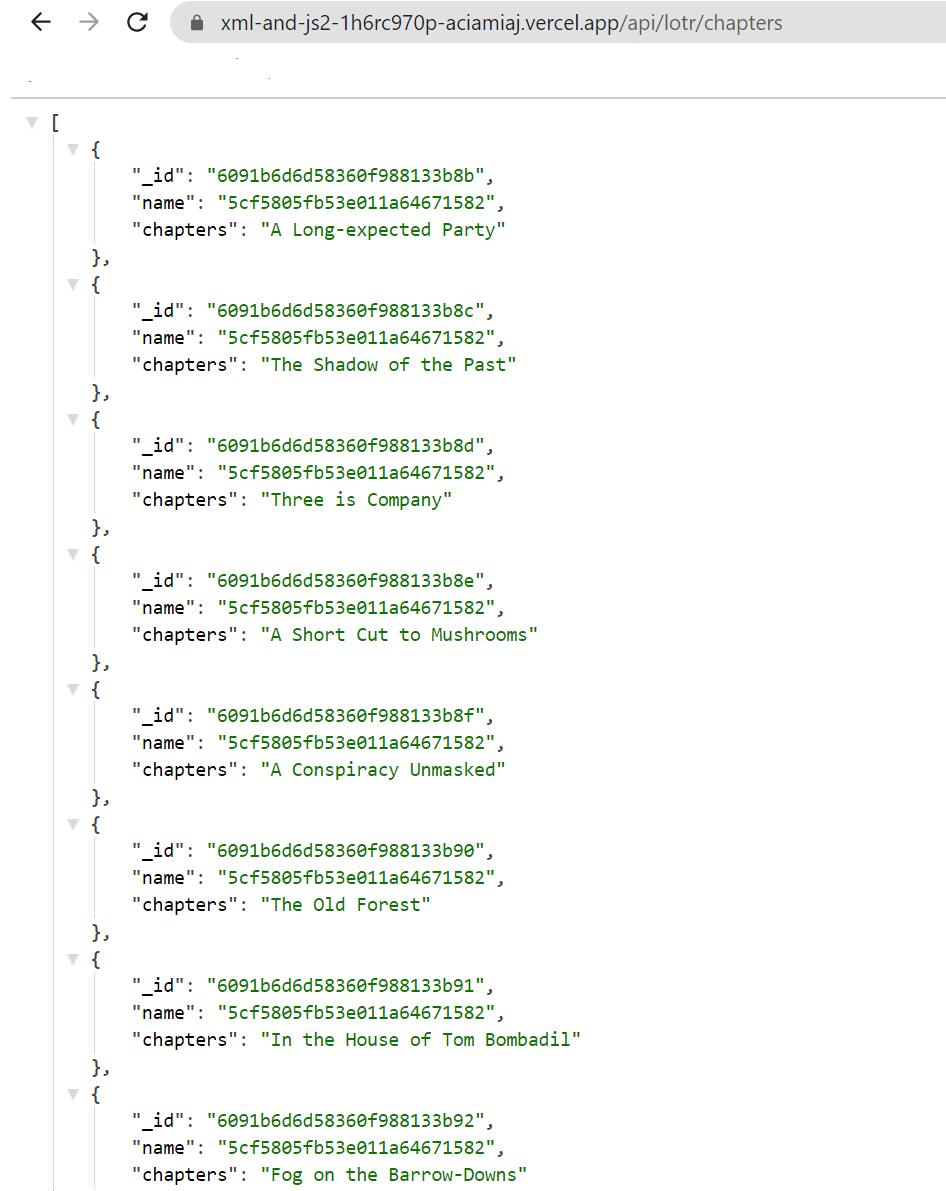 xml-and-js2-1h6rc970p-aciamiaj.vercel.app/api/lotr/chapters
[
{
"_id": "6091b6d6d58360f988133b8b",
"name": "5cf5805fb53e011a64671582",
"chapters": "A Long-expected Party"
},
{
"_id": "6091b6d6d58360f988133b8c",
"name": "5cf5805fb53e011a64671582",
"chapters": "The Shadow of the Past"
},
{
"_id": "6091b6d6d58360f988133b8d",
"name": "5cf5805fb53e011a64671582",
"chapters": "Three is Company"
},
{
"_id": "6091b6d6d58360f988133b8e",
"name": "5cf5805fb53e011a64671582",
"chapters": "A Short Cut to Mushrooms"
},
{
"_id": "6091b6d6d58360f988133b8f",
"name": "5cf5805fb53e011a64671582",
"chapters": "A Conspiracy Unmasked"
},
{
"_id": "6091b6d6d58360f988133b90",
"name": "5cf5805fb53e011a64671582",
"chapters": "The Old Forest"
},
{
"_id": "6091b6d6d58360f988133b91",
"name": "5cf5805fb53e011a64671582",
"chapters": "In the House of Tom Bombadil"
},
{
"_id": "6091b6d6d58360f988133b92",
"name": "5cf5805fb53e011a64671582",
"chapters": "Fog on the Barrow-Downs"